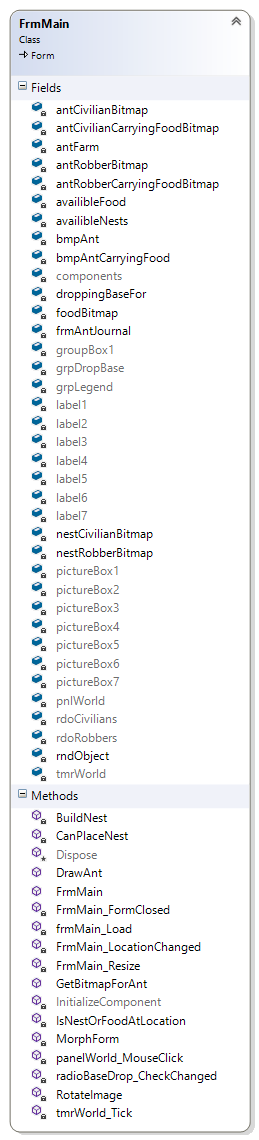 FrmMain
Class
Form
Fields
antCivilianBitmap
antCivilianCarryingFoodBitmap
antFarm
antRobberBitmap
antRobberCarryingFoodBitmap
availibleFood
availibleNests
bmpAnt
bmpAntCarryingFood
components
droppingBaseFor
foodBitmap
frmAntJournal
groupBox1
grpDropBase
grpLegend
label1
label2
label3
label4
label5
label6
label7
nestCivilianBitmap
nestRobberBitmap
pictureBox1
pictureBox2
pictureBox3
pictureBox4
pictureBox5
pictureBox6
pictureBox7
pnlWorld
rdoCivilians
rdoRobbers
rndObject
tmrWorld
Methods
BuildNest
CanPlaceNest
Dispose
DrawAnt
FrmMain
FrmMain_FormClosed
frmMain_Load
FrmMain_LocationChanged
FrmMain_Resize
GetBitmapForAnt
InitializeComponent
IsNestOrFoodAtLocation
MorphForm
panelWorld_MouseClick
radioBaseDrop_CheckChanged
RotateImage
tmrWorld_Tick